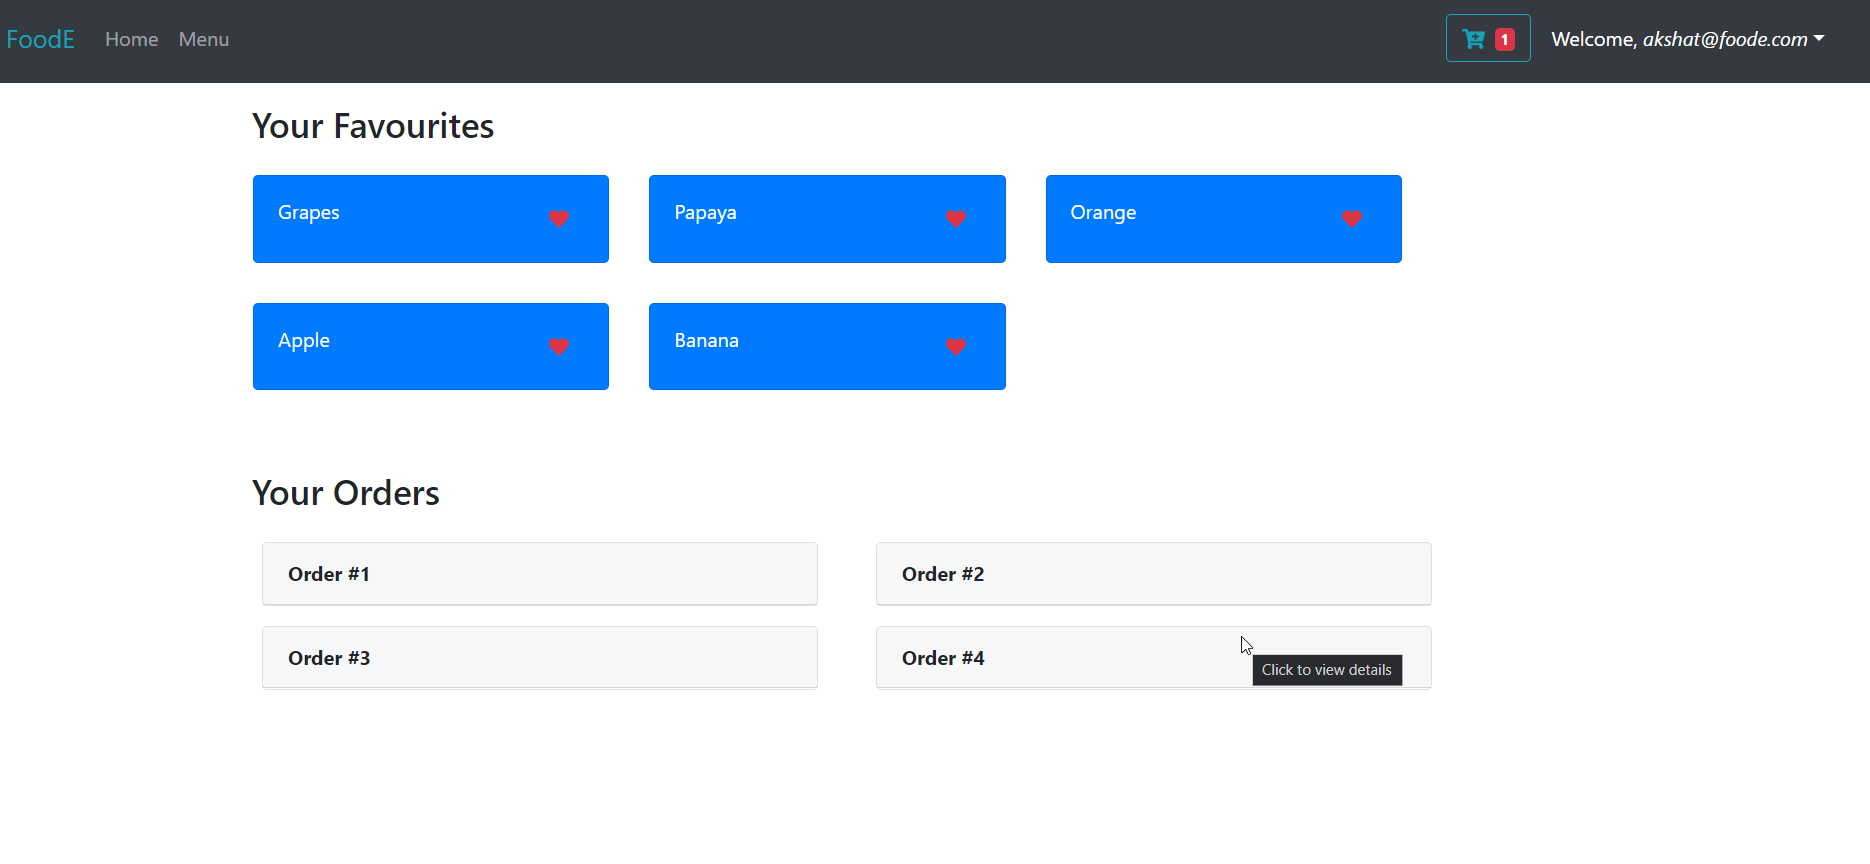 FoodE Home Menu 1 Welcome, akshat@foode.com
Your Favourites
Grapes Papaya Orange
Apple Banana
Your Orders
Order #1 Order #2
Order #3 Order #4
Click to view details